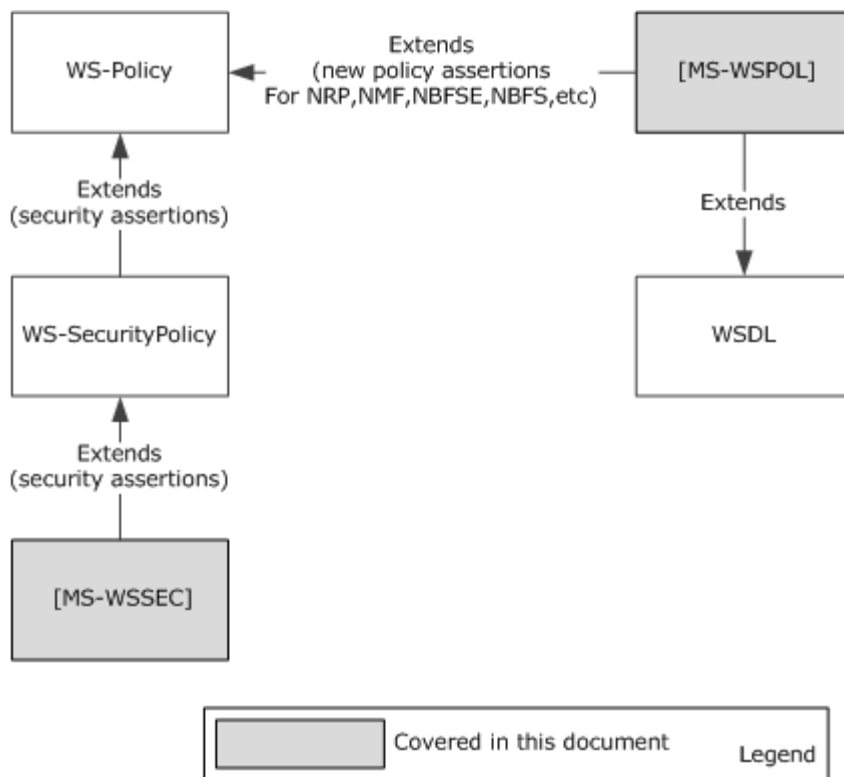 WS-Policy
Extends
(new policy assertions
For NRP,NMF,NBFSE,NBFS,etc)
[MS-WSPOL]
Extends
(security assertions)
Extends
WS-SecurityPolicy
WSDL
Extends
(security assertions)
[MS-WSSEC]
Covered in this document
Legend